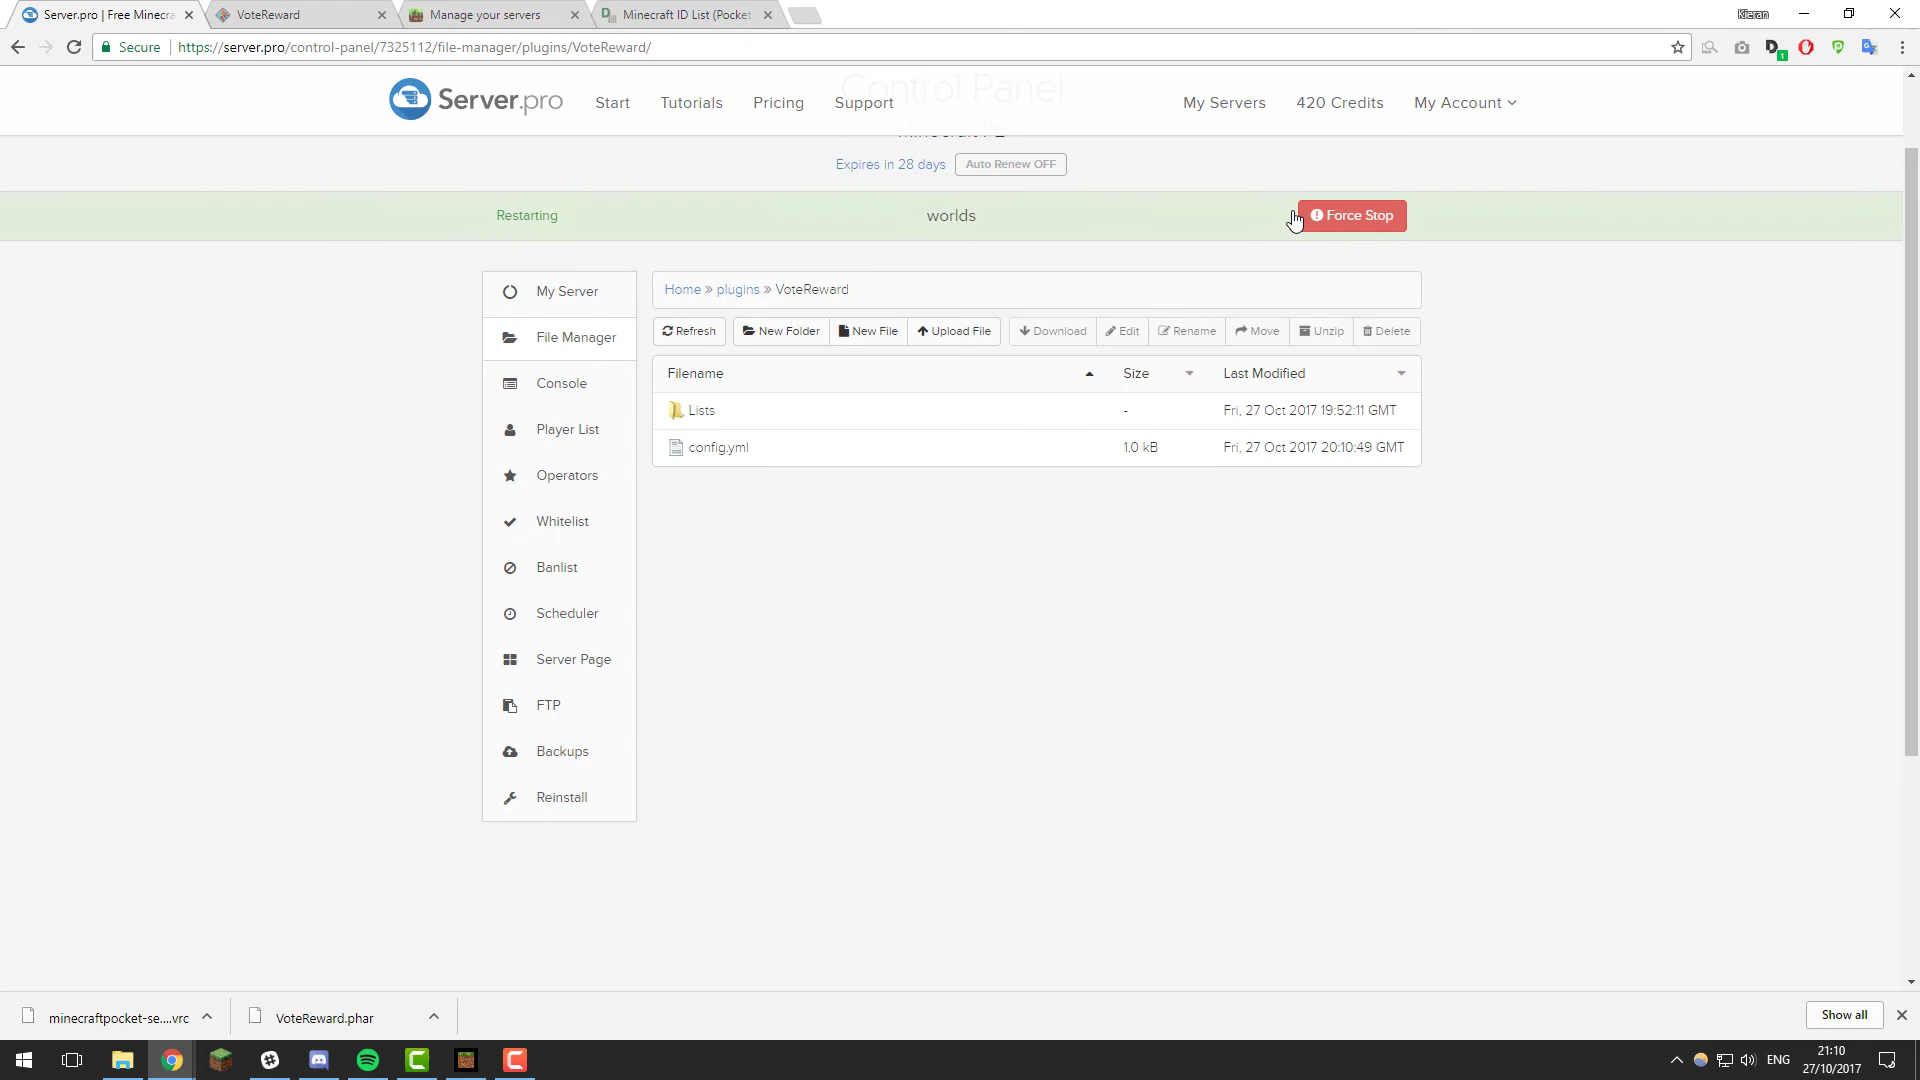 Server.pro | Free Minecra
VoteReward
Manage your servers
Minecraft ID List (Pocket
Kieran
Secure
https://server.pro/control-panel/7325112/file-manager/plugins/VoteReward/
1
Server.pro
Start
Tutorials
Pricing
Support
Control Panel
My Servers
420 Credits
My Account
Minecraft PE
Expires in 28 days
Auto Renew OFF
Restarting
worlds
Force Stop
My Server
File Manager
Console
Player List
Operators
Whitelist
Banlist
Scheduler
Server Page
FTP
Backups
Reinstall
Home » plugins » VoteReward
Refresh
New Folder
New File
Upload File
Download
Edit
Rename
Move
Unzip
Delete
Filename
Size
Last Modified
Lists
-
Fri, 27 Oct 2017 19:52:11 GMT
config.yml
1.0 kB
Fri, 27 Oct 2017 20:10:49 GMT
minecraftpocket-se....vrc
VoteReward.phar
Show all
ENG
21:10
27/10/2017